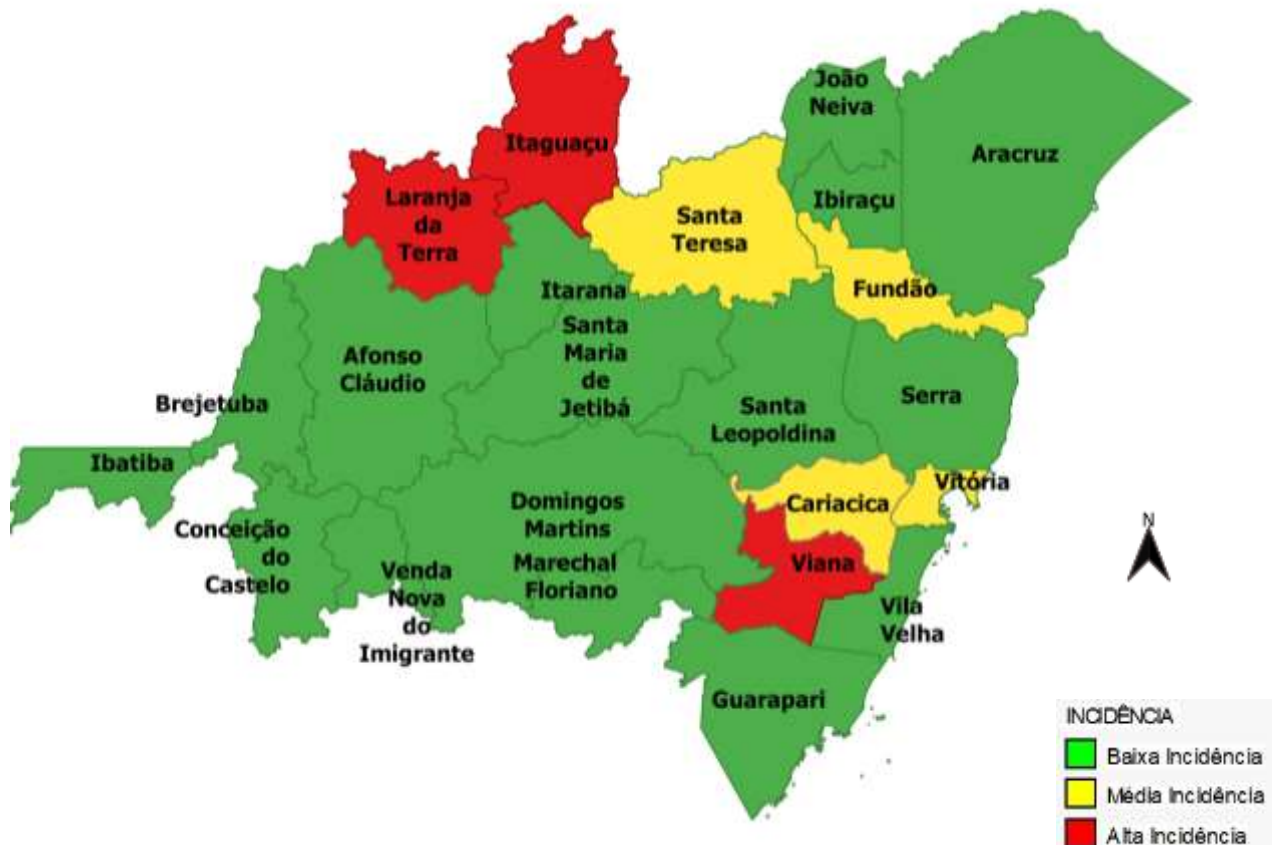 João
Neiva
Aracruz
Itaguaçu
Ibiraçu
Laranja
da
Terra
Santa
Teresa
Fundão
Itarana
Santa
Maria
de
Jetibá
Afonso
Cláudio
Brejetuba
Serra
Santa
Leopoldina
Ibatiba
Vitória
Cariacica
Domingos
Martins
Conceição
do
Castelo
Venda
Nova
do
Imigrante
Marechal
Floriano
Viana
Vila
Velha
Guarapari
N
INCIDÊNCIA
Baixa Incidência
Média Incidência
Alta Incidência